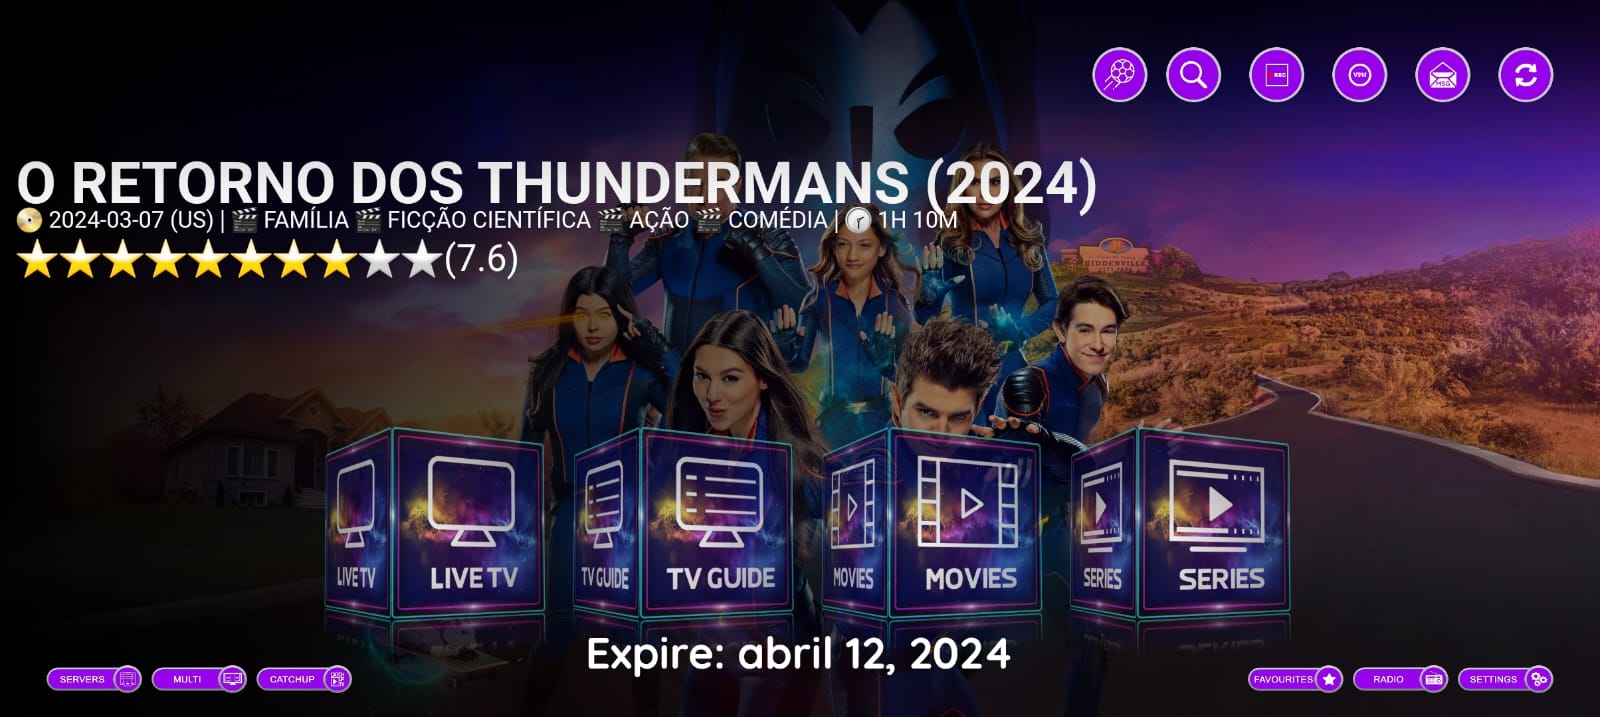 REC
VPN
MSG
O RETORNO DOS THUNDERMANS (2024)
2024-03-07 (US) | FAMÍLIA FICÇÃO CIENTÍFICA AÇÃO COMÉDIA | 1H 10M
(7.6)
HIDDENVILLE
LIVE TV LIVE TV TV GUIDE TV GUIDE MOVIES MOVIES SERIES SERIES
Expire: abril 12, 2024
SERVERS MULTI CATCHUP FAVOURITES RADIO SETTINGS